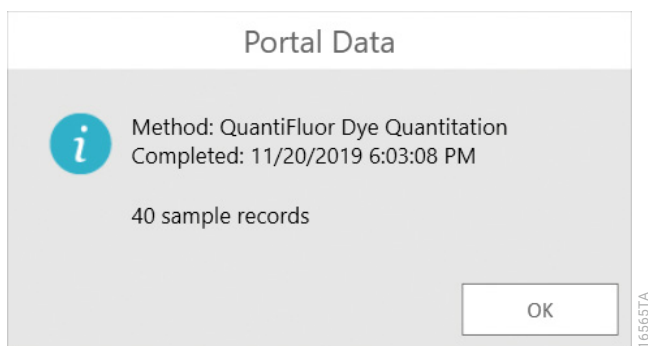 Portal Data
i
Method: QuantiFluor Dye Quantitation
Completed: 11/20/2019 6:03:08 PM
40 sample records
OK
16565TA